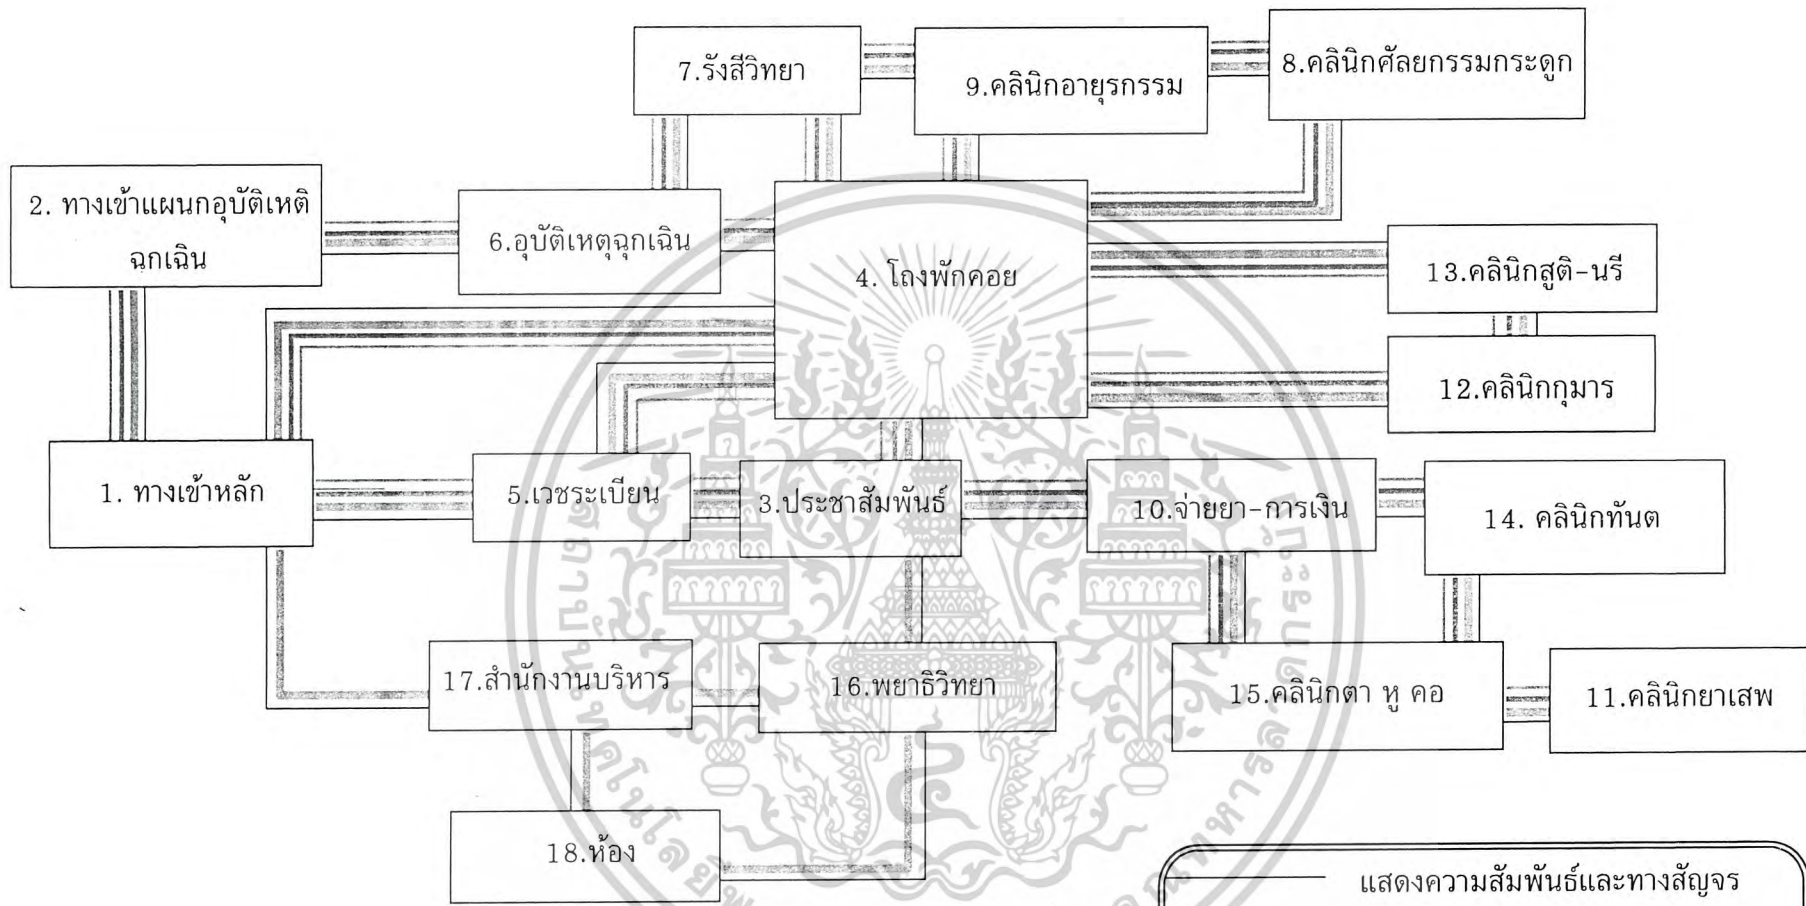 7.รังสีวิทยา
9.คลินิกอายุรกรรม
8.คลินิกศัลยกรรมกระดูก
2. ทางเข้าแผนกอุบัติเหติ
ฉุกเฉิน
6.อุบัติเหตุฉุกเฉิน
4. โถงพักคอย
13.คลินิกสูติ-นรี
12.คลินิกกุมาร
1. ทางเข้าหลัก
5.เวชระเบียน
3.ประชาสัมพันธ์
10.จ่ายยา-การเงิน
14. คลินิกทันต
17.สำนักงานบริหาร
16.พยาธิวิทยา
15.คลินิกตา หู คอ
11.คลินิกยาเสพ
18.ห้อง
แสดงความสัมพันธ์และทางสัญจร